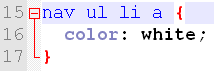 15 nav ul li a {
16 color: white;
17 }